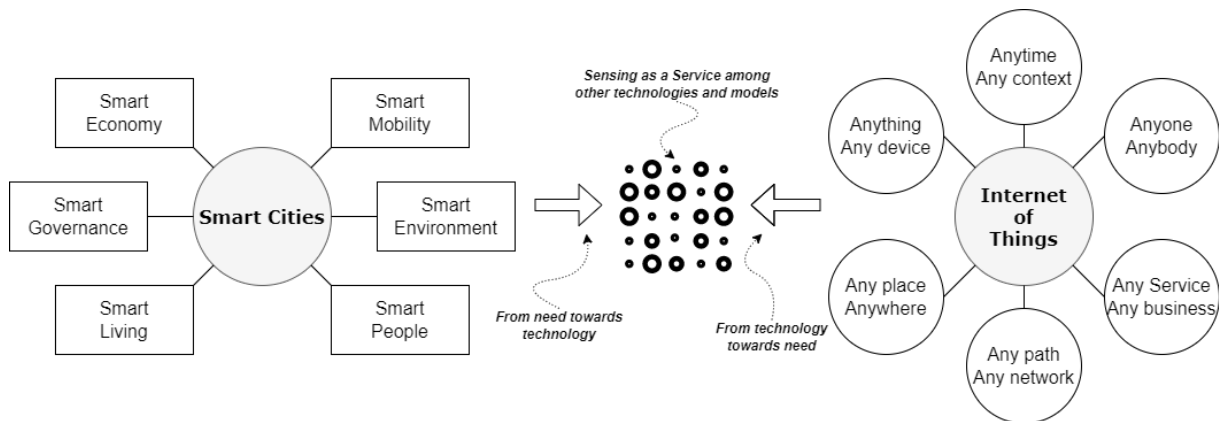 Smart
Economy
Smart
Mobility
Smart
Governance
Smart Cities
Smart
Environment
Smart
Living
Smart
People
Sensing as a Service among
other technologies and models
From need towards
technology
From technology
towards need
Anytime
Any context
Anything
Any device
Anyone
Anybody
Internet
of
Things
Any place
Anywhere
Any Service
Any business
Any path
Any network